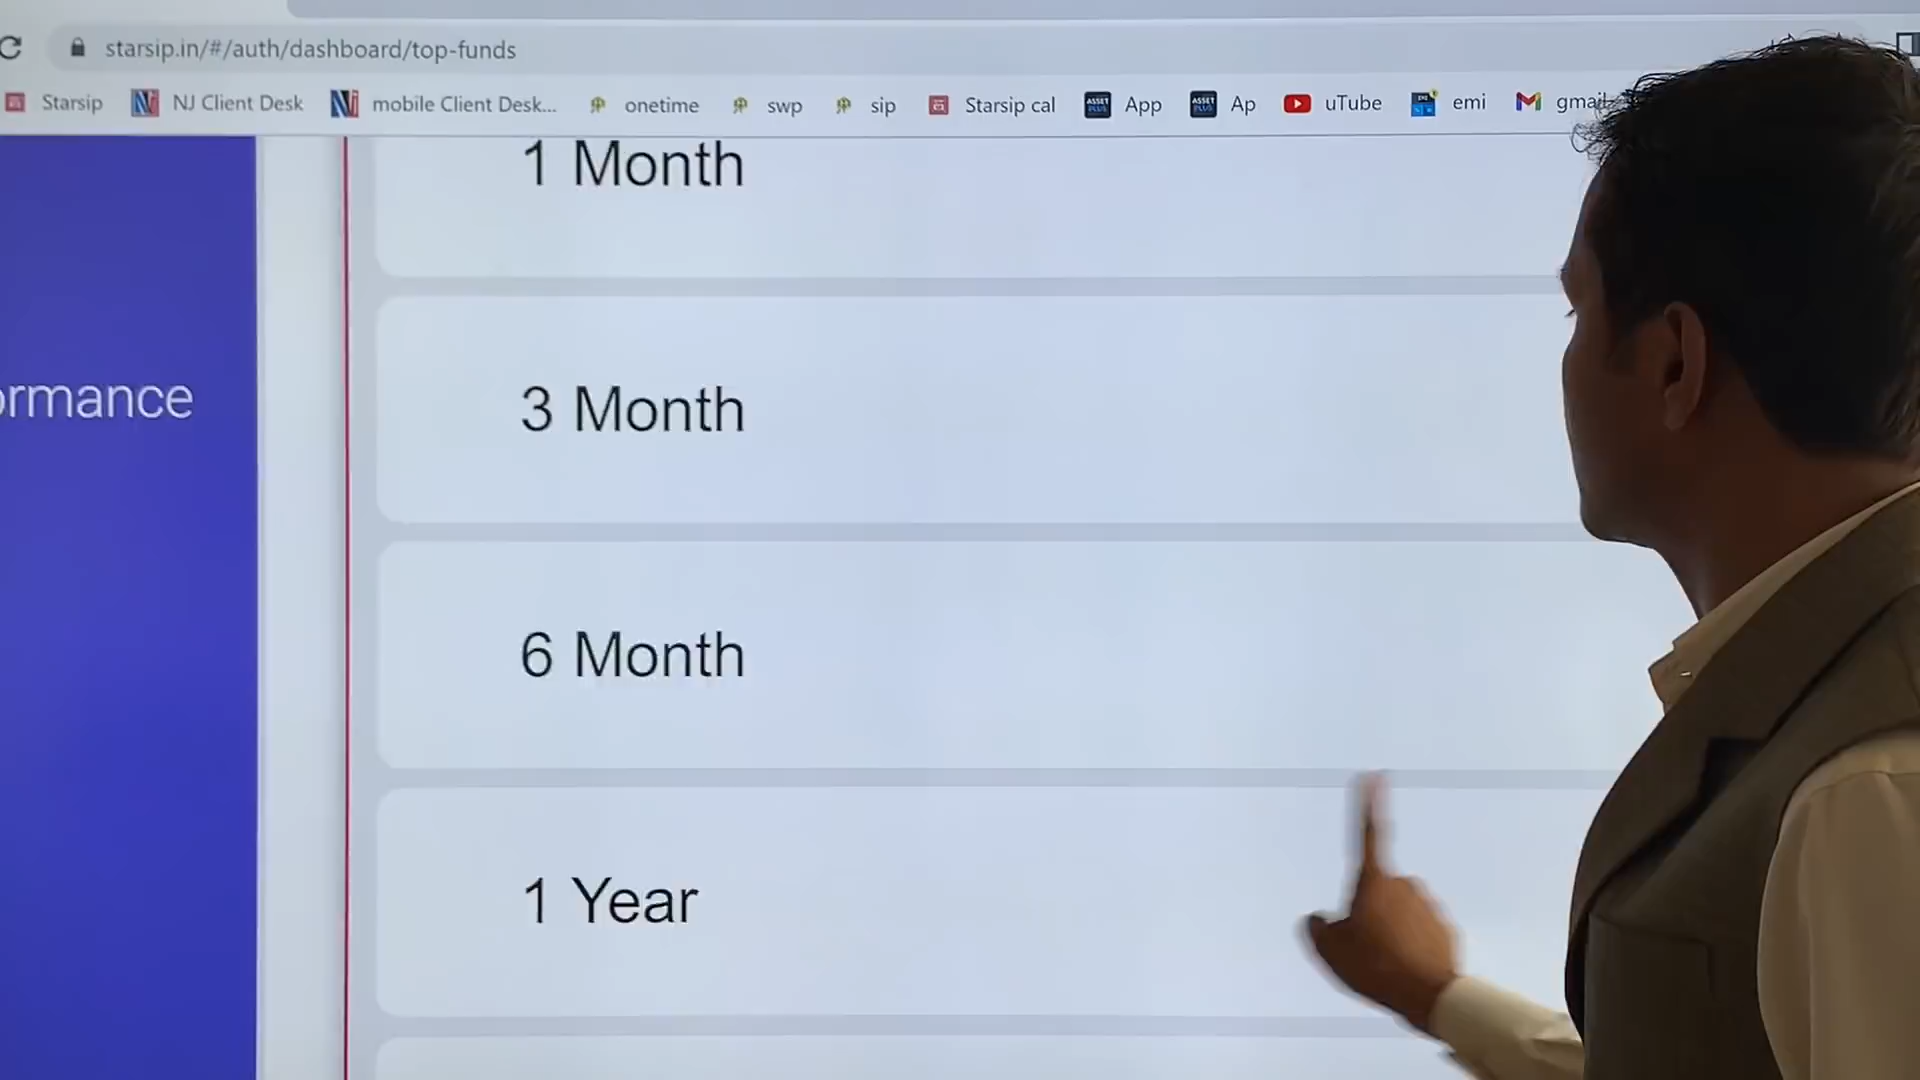 starsip.in/#/auth/dashboard/top-funds
Starsip NJ Client Desk mobile Client Desk... onetime swp sip Starsip cal App Ap uTube emi gmail
1 Month
ormance
3 Month
6 Month
1 Year